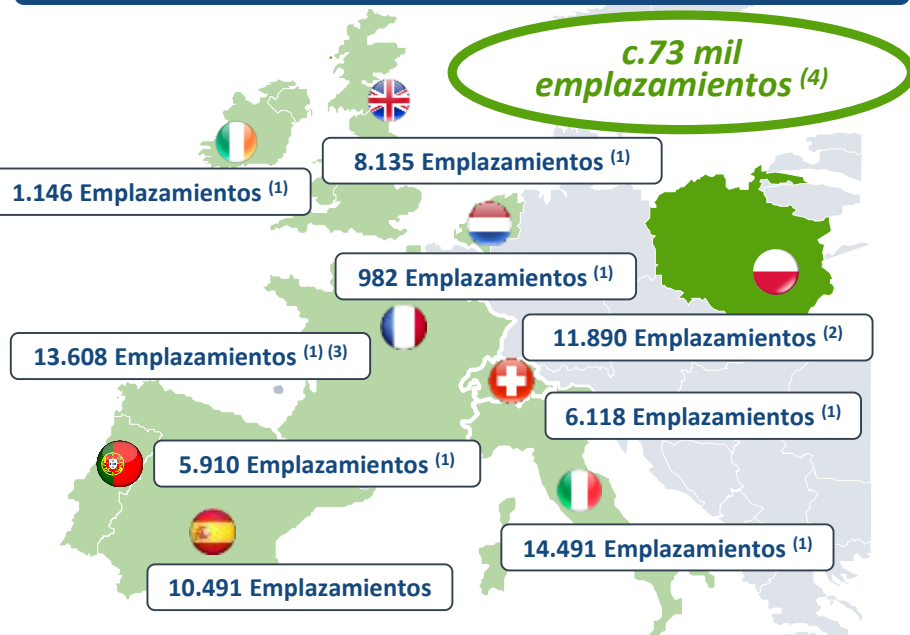 c.73 mil
emplazamientos (4)
8.135 Emplazamientos (1)
1.146 Emplazamientos (1)
982 Emplazamientos (1)
11.890 Emplazamientos (2)
13.608 Emplazamientos (1) (3)
6.118 Emplazamientos (1)
5.910 Emplazamientos (1)
14.491 Emplazamientos (1)
10.491 Emplazamientos